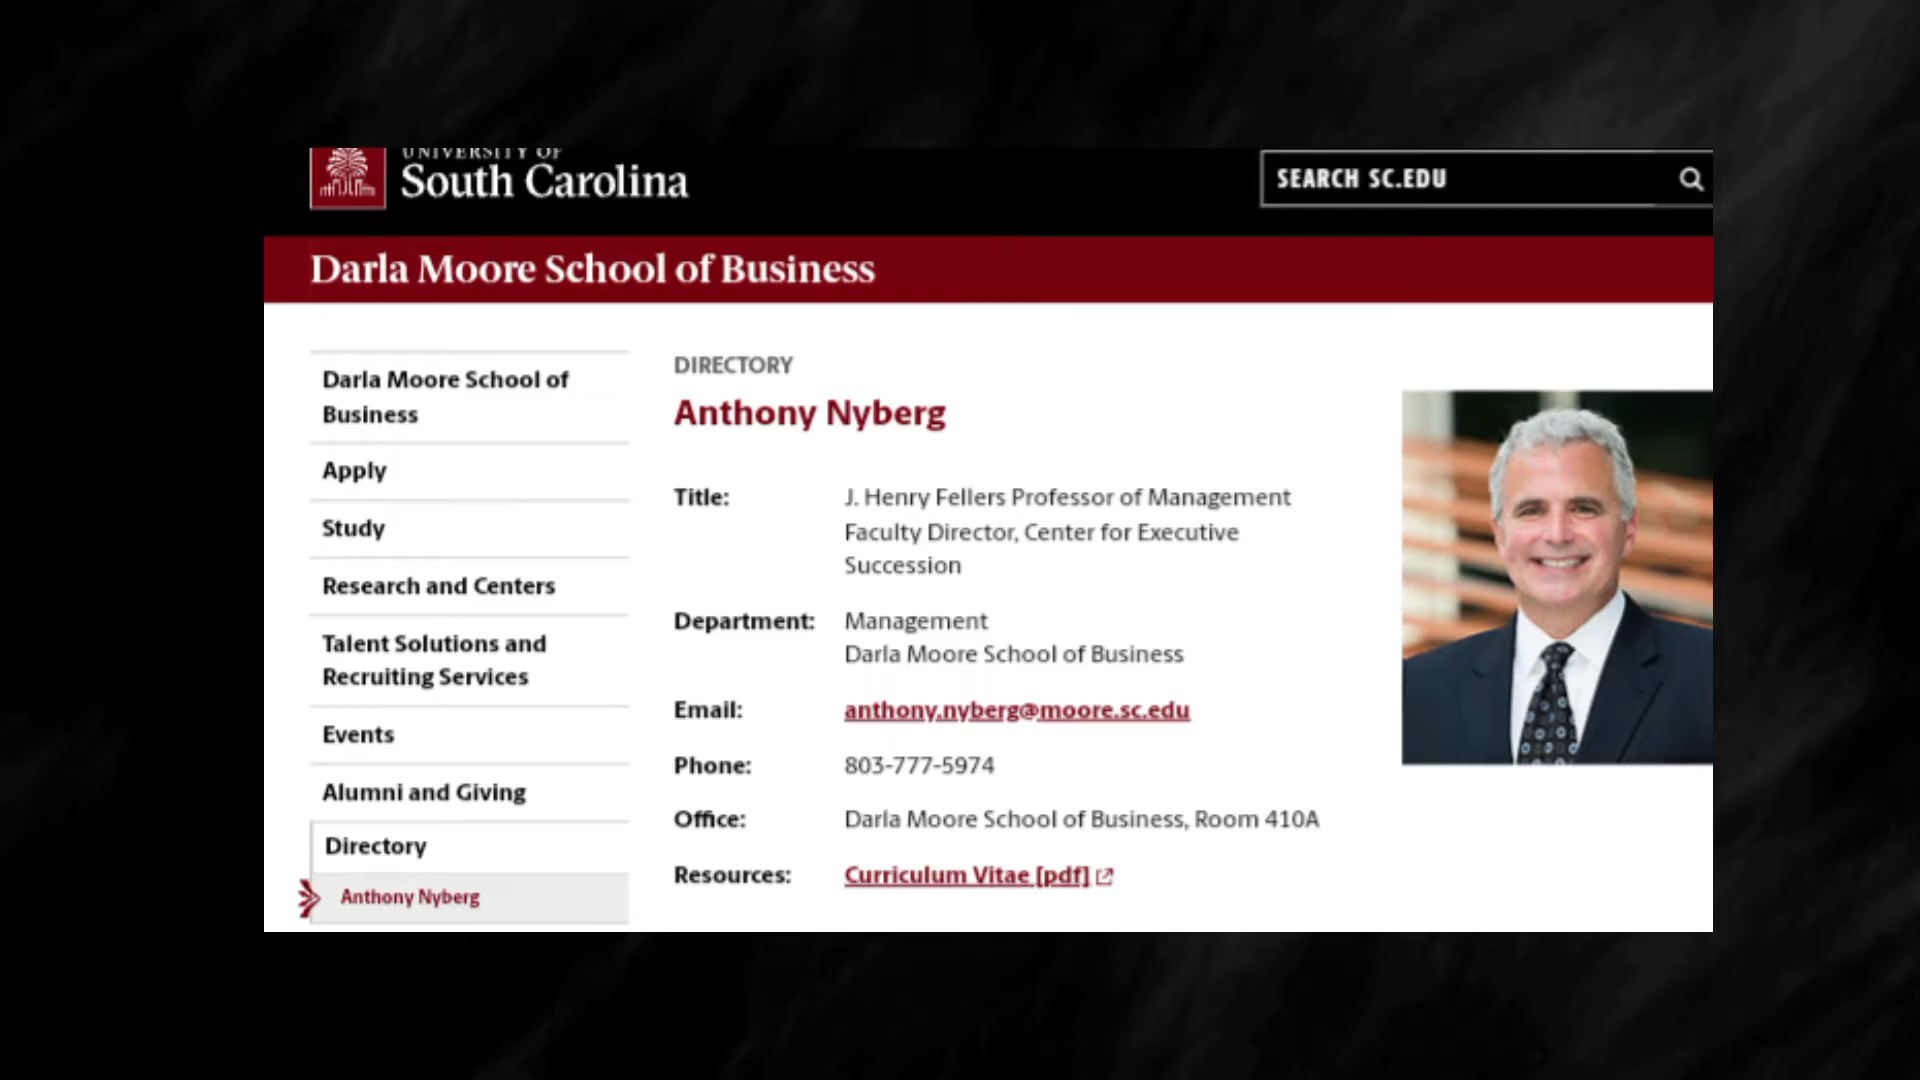 UNIVERSITY OF
South Carolina
SEARCH SC.EDU
Darla Moore School of Business
Darla Moore School of
Business
Apply
Study
Research and Centers
Talent Solutions and
Recruiting Services
Events
Alumni and Giving
Directory
Anthony Nyberg
DIRECTORY
Anthony Nyberg
Title: J. Henry Fellers Professor of Management
Faculty Director, Center for Executive
Succession
Department: Management
Darla Moore School of Business
Email: anthony.nyberg@moore.sc.edu
Phone: 803-777-5974
Office: Darla Moore School of Business, Room 410A
Resources: Curriculum Vitae [pdf]